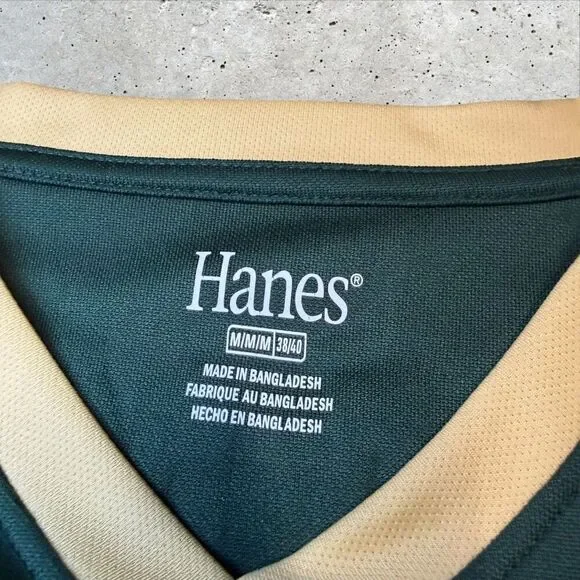 Hanes®
M/M/M 38/40
MADE IN BANGLADESH
FABRIQUE AU BANGLADESH
HECHO EN BANGLADESH